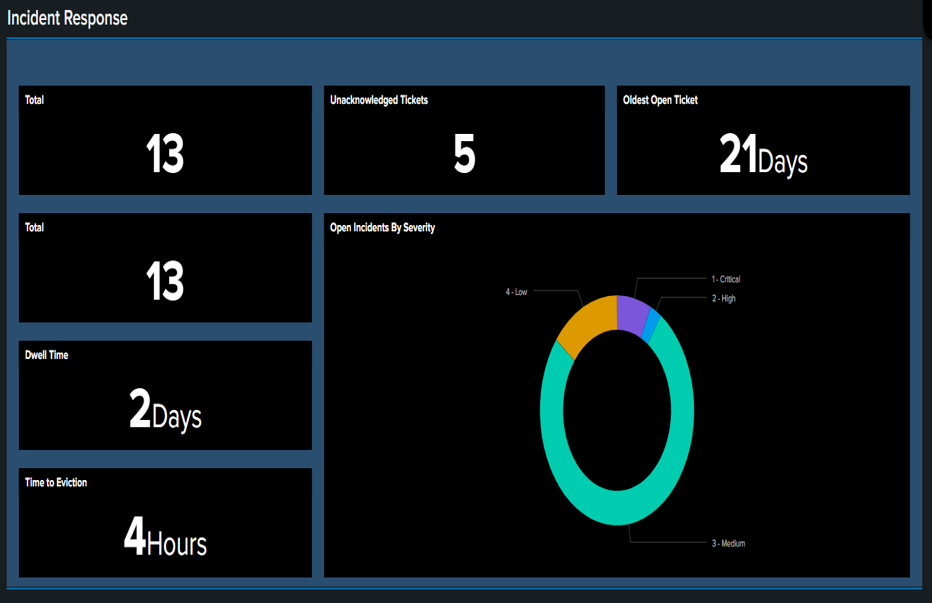 Incident Response
Total
13
Unacknowledged Tickets
5
Oldest Open Ticket
21Days
Total
13
Dwell Time
2Days
Time to Eviction
4Hours
Open Incidents By Severity
1 - Critical
2 - High
4 - Low
3 - Medium